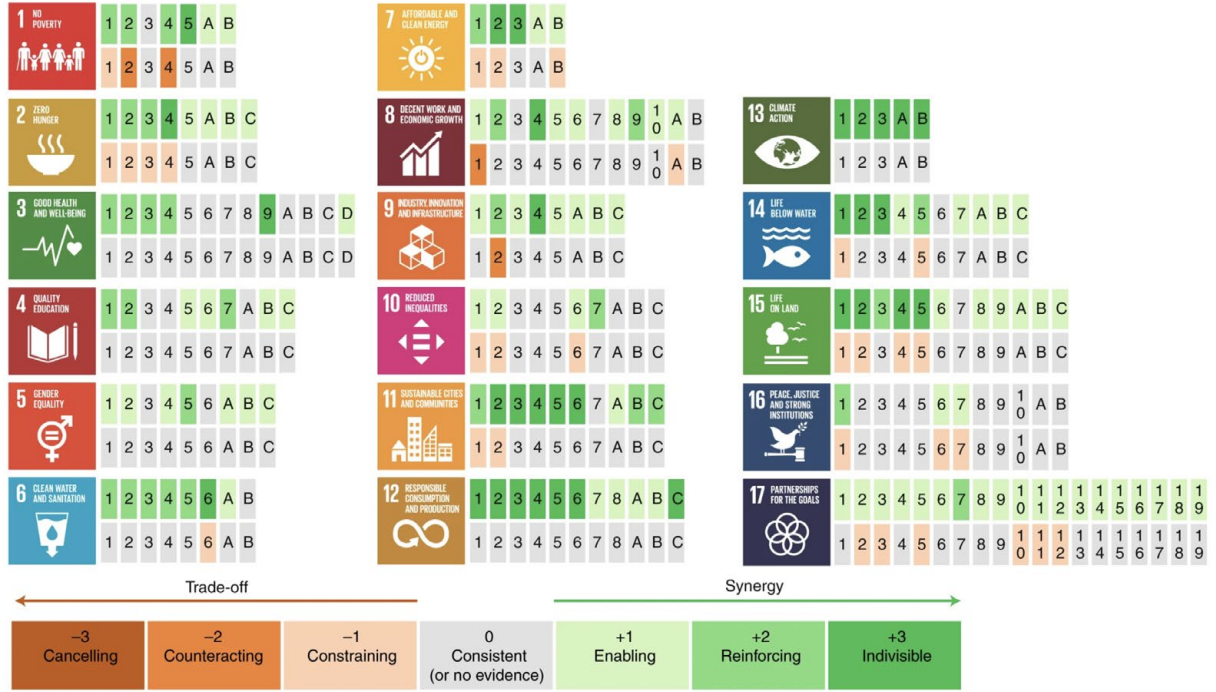 1 NO
POVERTY
1 2 3 4 5 A B
1 2 3 4 5 A B
2 ZERO
HUNGER
1 2 3 4 5 A B C
1 2 3 4 5 A B C
3 GOOD HEALTH
AND WELL-BEING
1 2 3 4 5 6 7 8 9 A B C D
1 2 3 4 5 6 7 8 9 A B C D
4 QUALITY
EDUCATION
1 2 3 4 5 6 7 A B C
1 2 3 4 5 6 7 A B C
5 GENDER
EQUALITY
1 2 3 4 5 6 A B C
1 2 3 4 5 6 A B C
6 CLEAN WATER
AND SANITATION
1 2 3 4 5 6 A B
1 2 3 4 5 6 A B
7 AFFORDABLE AND
CLEAN ENERGY
1 2 3 A B
1 2 3 A B
8 DECENT WORK AND
ECONOMIC GROWTH
1 2 3 4 5 6 7 8 9 10 A B
1 2 3 4 5 6 7 8 9 10 A B
9 INDUSTRY, INNOVATION
AND INFRASTRUCTURE
1 2 3 4 5 A B C
1 2 3 4 5 A B C
10 REDUCED
INEQUALITIES
1 2 3 4 5 6 7 A B C
1 2 3 4 5 6 7 A B C
11 SUSTAINABLE CITIES
AND COMMUNITIES
1 2 3 4 5 6 7 A B C
1 2 3 4 5 6 7 A B C
12 RESPONSIBLE
CONSUMPTION
AND PRODUCTION
1 2 3 4 5 6 7 8 A B C
1 2 3 4 5 6 7 8 A B C
13 CLIMATE
ACTION
1 2 3 A B
1 2 3 A B
14 LIFE
BELOW WATER
1 2 3 4 5 6 7 A B C
1 2 3 4 5 6 7 A B C
15 LIFE
ON LAND
1 2 3 4 5 6 7 8 9 A B C
1 2 3 4 5 6 7 8 9 A B C
16 PEACE, JUSTICE
AND STRONG
INSTITUTIONS
1 2 3 4 5 6 7 8 9 10 A B
1 2 3 4 5 6 7 8 9 10 A B
17 PARTNERSHIPS
FOR THE GOALS
1 2 3 4 5 6 7 8 9 10 11 12 13 14 15 16 17 18 19
1 2 3 4 5 6 7 8 9 10 11 12 13 14 15 16 17 18 19
Trade-off
Synergy
−3
Cancelling
−2
Counteracting
−1
Constraining
0
Consistent
(or no evidence)
+1
Enabling
+2
Reinforcing
+3
Indivisible